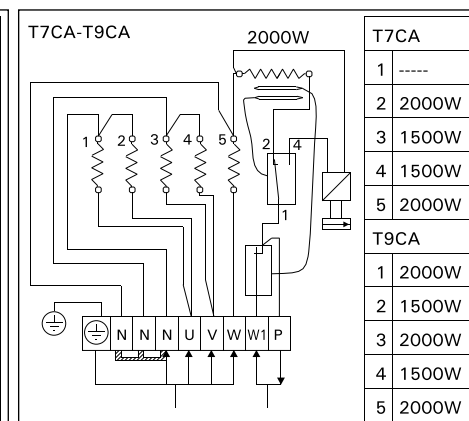 T7CA-T9CA
2000W
1 2 3 4 5 2 4
1
N N N U V W W1 P
T7CA
1 -----
2 2000W
3 1500W
4 1500W
5 2000W
T9CA
1 2000W
2 1500W
3 2000W
4 1500W
5 2000W